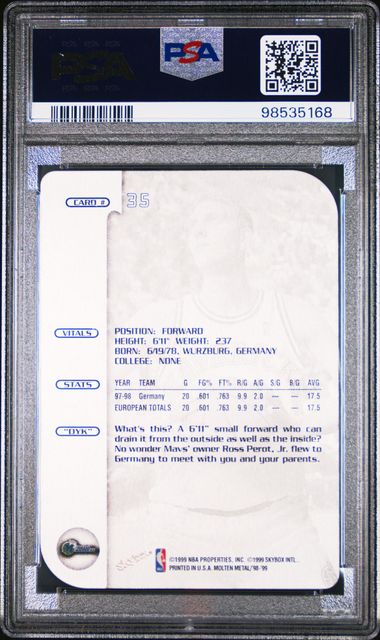 PSA
PSA
98535168
CARD # 35
VITALS
POSITION: FORWARD
HEIGHT: 6'11" WEIGHT: 237
BORN: 6/19/78, WURZBURG, GERMANY
COLLEGE: NONE
STATS
YEAR TEAM G FG% FT% R/G A/G S/G B/G AVG
97-98 Germany 20 .601 .763 9.9 2.0 — — 17.5
EUROPEAN TOTALS 20 .601 .763 9.9 2.0 — — 17.5
"DYK"
What's this? A 6'11" small forward who can
drain it from the outside as well as the inside?
No wonder Mavs' owner Ross Perot, Jr. flew to
Germany to meet with you and your parents.
©1999 NBA PROPERTIES, INC. ©1999 SKYBOX INTL.
PRINTED IN U.S.A. MOLTEN METAL/'98-'99